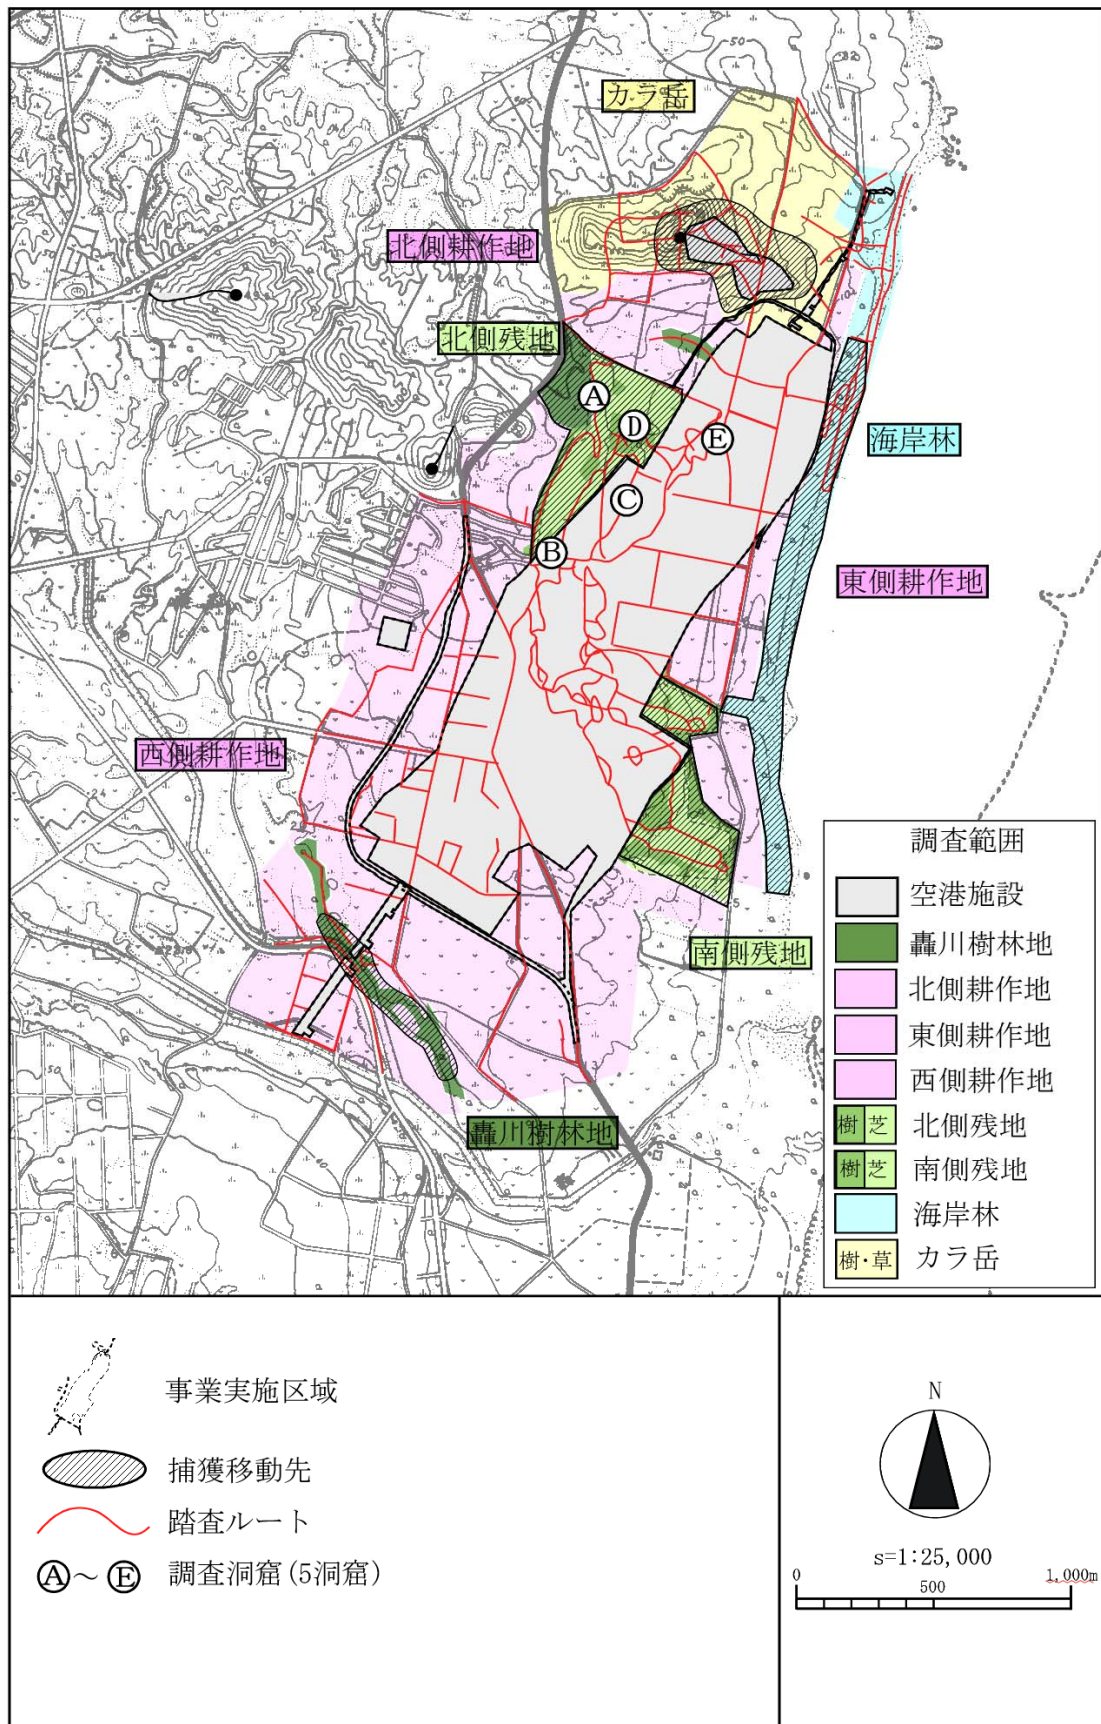 カラ岳
北側耕作地
北側残地
A
D
E
海岸林
C
B
東側耕作地
西側耕作地
南側残地
轟川樹林地
調査範囲
空港施設
轟川樹林地
北側耕作地
東側耕作地
西側耕作地
樹 芝 北側残地
樹 芝 南側残地
海岸林
樹・草 カラ岳
事業実施区域
捕獲移動先
踏査ルート
Ⓐ～Ⓔ 調査洞窟(5洞窟)
N
s=1:25,000
0 500 1,000m